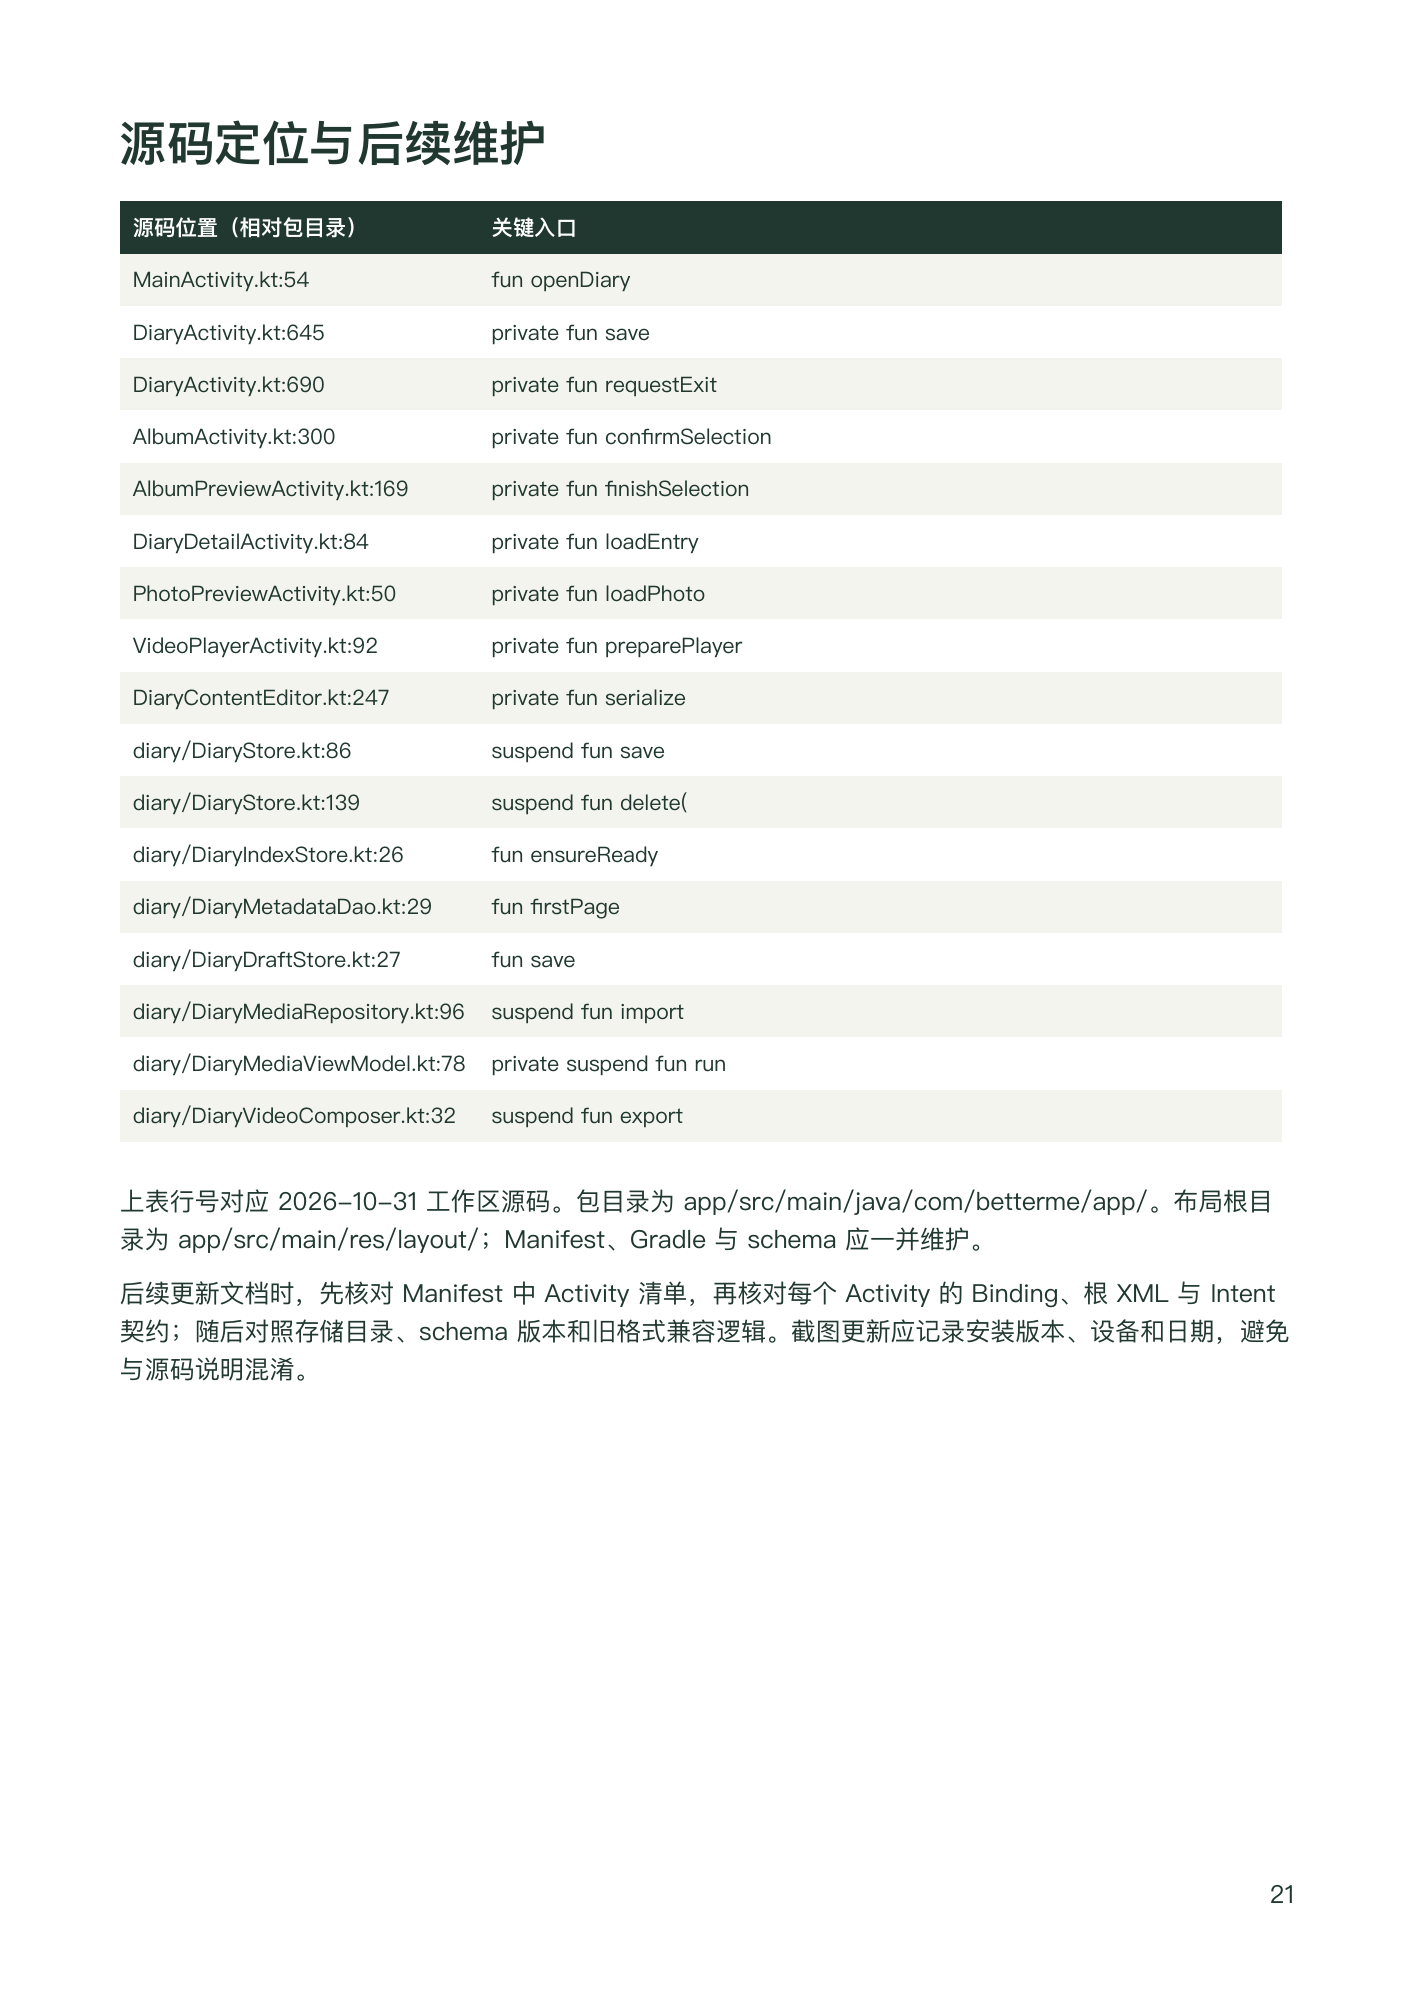 源码定位与后续维护
源码位置（相对包目录） 关键入口
MainActivity.kt:54 fun openDiary
DiaryActivity.kt:645 private fun save
DiaryActivity.kt:690 private fun requestExit
AlbumActivity.kt:300 private fun confirmSelection
AlbumPreviewActivity.kt:169 private fun finishSelection
DiaryDetailActivity.kt:84 private fun loadEntry
PhotoPreviewActivity.kt:50 private fun loadPhoto
VideoPlayerActivity.kt:92 private fun preparePlayer
DiaryContentEditor.kt:247 private fun serialize
diary/DiaryStore.kt:86 suspend fun save
diary/DiaryStore.kt:139 suspend fun delete(
diary/DiaryIndexStore.kt:26 fun ensureReady
diary/DiaryMetadataDao.kt:29 fun firstPage
diary/DiaryDraftStore.kt:27 fun save
diary/DiaryMediaRepository.kt:96 suspend fun import
diary/DiaryMediaViewModel.kt:78 private suspend fun run
diary/DiaryVideoComposer.kt:32 suspend fun export
上表行号对应 2026-10-31 工作区源码。包目录为 app/src/main/java/com/betterme/app/。布局根目
录为 app/src/main/res/layout/；Manifest、Gradle 与 schema 应一并维护。
后续更新文档时，先核对 Manifest 中 Activity 清单，再核对每个 Activity 的 Binding、根 XML 与 Intent
契约；随后对照存储目录、schema 版本和旧格式兼容逻辑。截图更新应记录安装版本、设备和日期，避免
与源码说明混淆。
21